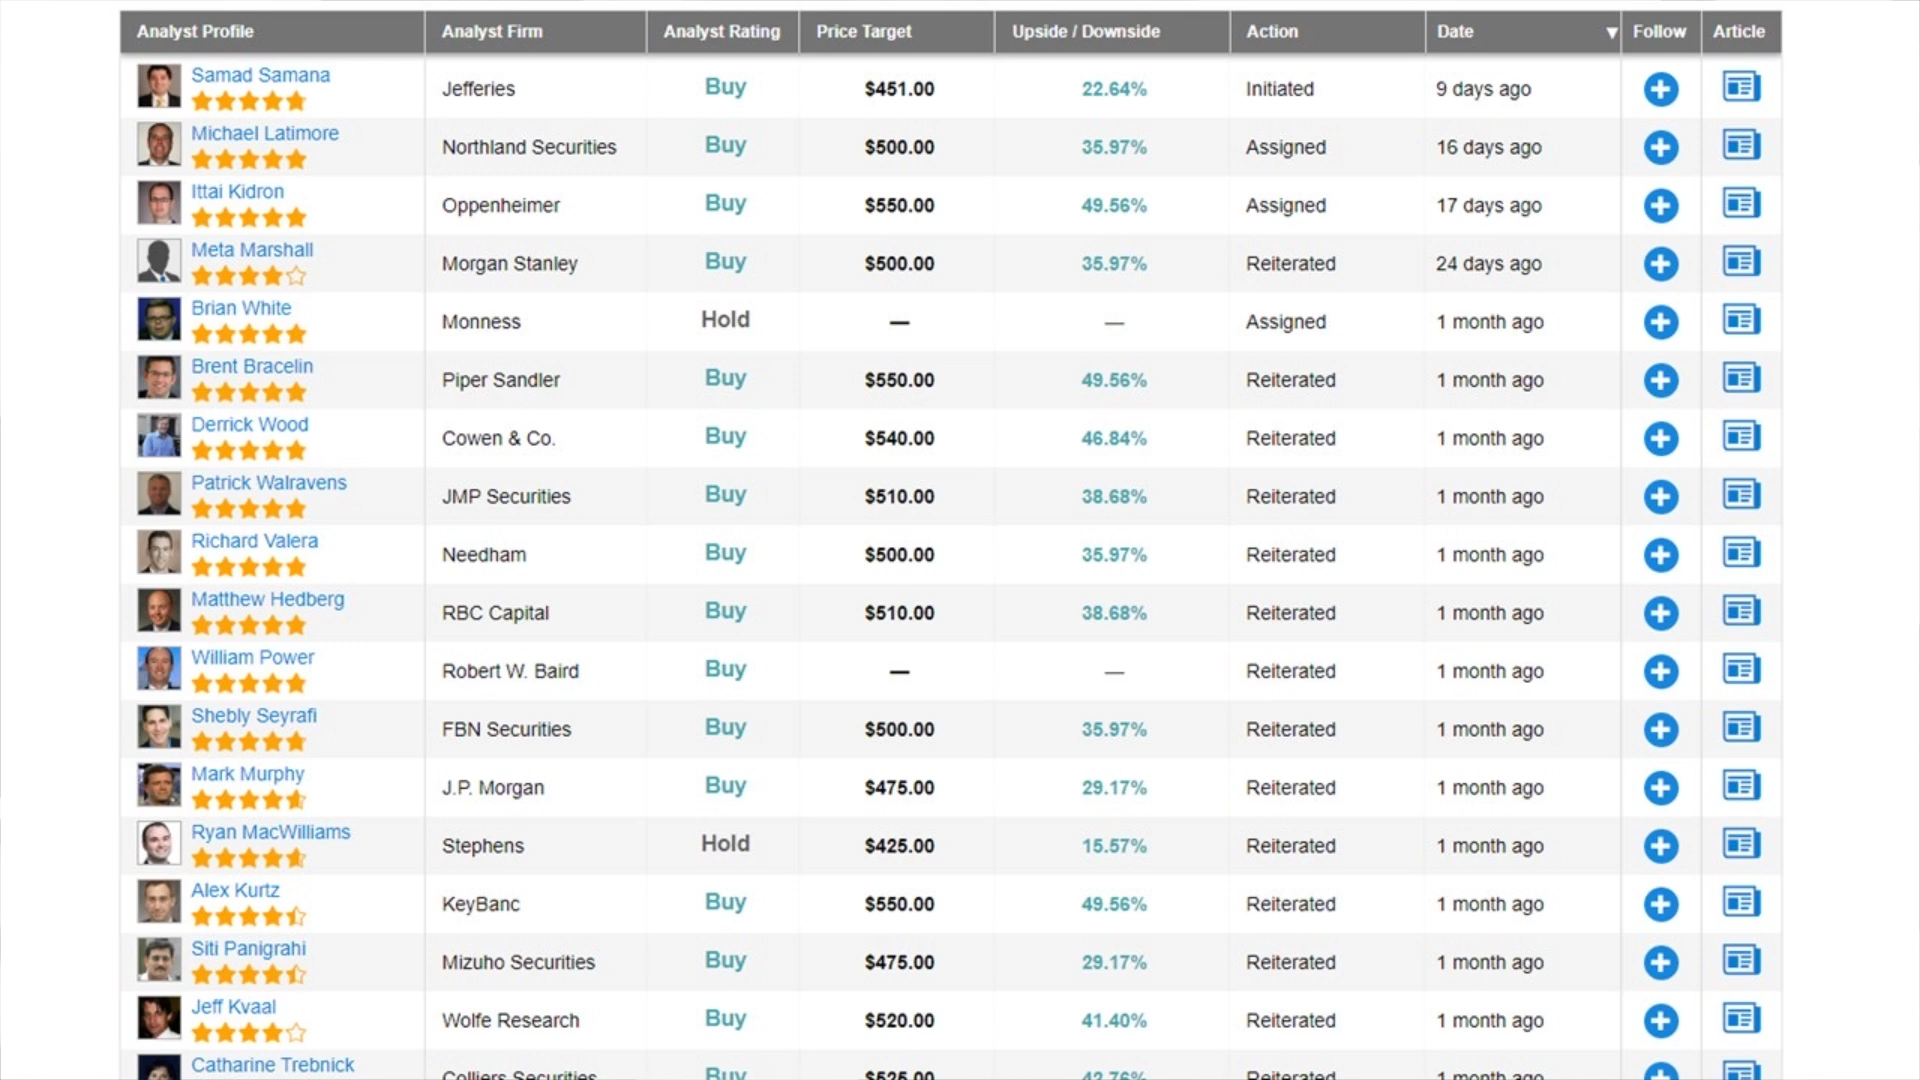 Analyst Profile Analyst Firm Analyst Rating Price Target Upside / Downside Action Date ▼ Follow Article
Samad Samana Jefferies Buy $451.00 22.64% Initiated 9 days ago
Michael Latimore Northland Securities Buy $500.00 35.97% Assigned 16 days ago
Ittai Kidron Oppenheimer Buy $550.00 49.56% Assigned 17 days ago
Meta Marshall Morgan Stanley Buy $500.00 35.97% Reiterated 24 days ago
Brian White Monness Hold — — Assigned 1 month ago
Brent Bracelin Piper Sandler Buy $550.00 49.56% Reiterated 1 month ago
Derrick Wood Cowen & Co. Buy $540.00 46.84% Reiterated 1 month ago
Patrick Walravens JMP Securities Buy $510.00 38.68% Reiterated 1 month ago
Richard Valera Needham Buy $500.00 35.97% Reiterated 1 month ago
Matthew Hedberg RBC Capital Buy $510.00 38.68% Reiterated 1 month ago
William Power Robert W. Baird Buy — — Reiterated 1 month ago
Shebly Seyrafi FBN Securities Buy $500.00 35.97% Reiterated 1 month ago
Mark Murphy J.P. Morgan Buy $475.00 29.17% Reiterated 1 month ago
Ryan MacWilliams Stephens Hold $425.00 15.57% Reiterated 1 month ago
Alex Kurtz KeyBanc Buy $550.00 49.56% Reiterated 1 month ago
Siti Panigrahi Mizuho Securities Buy $475.00 29.17% Reiterated 1 month ago
Jeff Kvaal Wolfe Research Buy $520.00 41.40% Reiterated 1 month ago
Catharine Trebnick Colliers Securities Buy $525.00 42.76% Reiterated 1 month ago